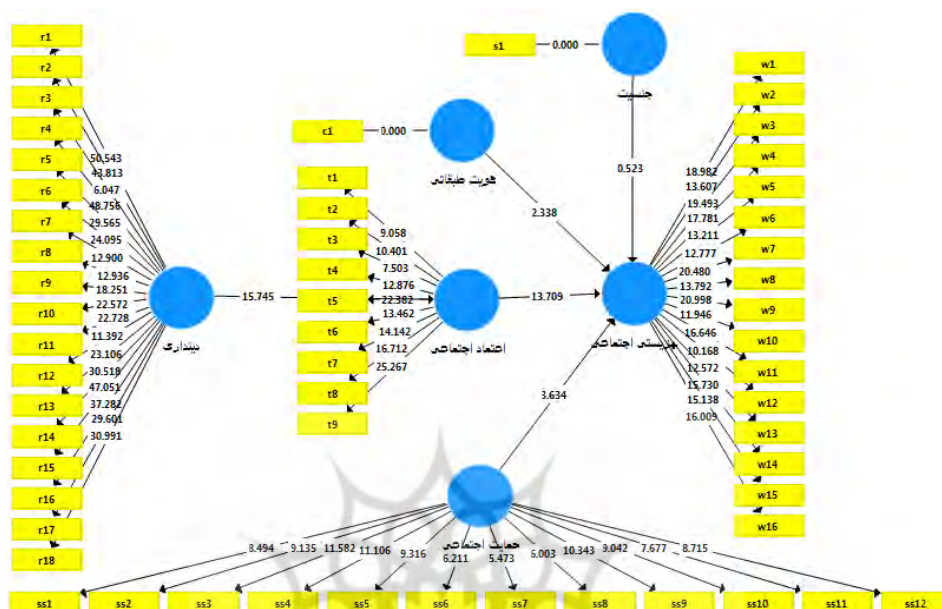 r1
r2
r3
r4
r5
r6
r7
r8
r9
r10
r11
r12
r13
r14
r15
r16
r17
r18
50.543
43.813
6.047
48.756
29.565
24.095
12.900
12.936
18.251
22.572
22.728
11.392
23.106
30.518
47.051
37.282
29.601
30.991
دینداری
15.745
s1
0.000
جنسیت
0.523
c1
0.000
هویت طبقاتی
2.338
t1
t2
t3
t4
t5
t6
t7
t8
t9
9.058
10.401
7.503
12.876
22.382
13.462
14.142
16.712
25.267
اعتماد اجتماعی
13.709
بهزیستی اجتماعی
3.634
w1
w2
w3
w4
w5
w6
w7
w8
w9
w10
w11
w12
w13
w14
w15
w16
18.982
13.607
19.493
17.781
13.211
12.777
20.480
13.792
20.998
11.946
16.646
10.168
12.572
15.730
15.138
16.009
حمایت اجتماعی
8.494
9.135
11.582
11.106
9.316
6.211
5.473
6.003
10.343
9.042
7.677
8.715
ss1
ss2
ss3
ss4
ss5
ss6
ss7
ss8
ss9
ss10
ss11
ss12